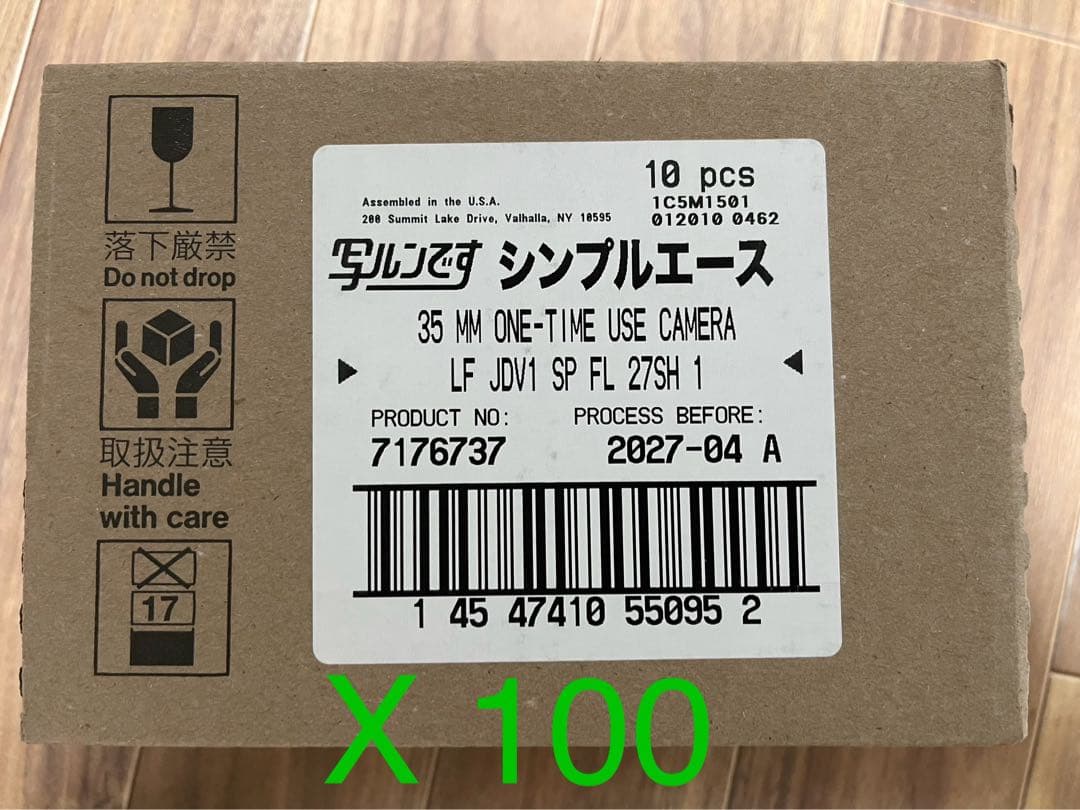 落下厳禁
Do not drop
取扱注意
Handle
with care
17
10 pcs
Assembled in the U.S.A.
1C5M1501
200 Summit Lake Drive, Valhalla, NY 10595
012010 0462
写ルンです シンプルエース
35 MM ONE-TIME USE CAMERA
LF JDV1 SP FL 27SH 1
PRODUCT NO: PROCESS BEFORE:
7176737 2027-04 A
1 45 47410 55095 2
X 100